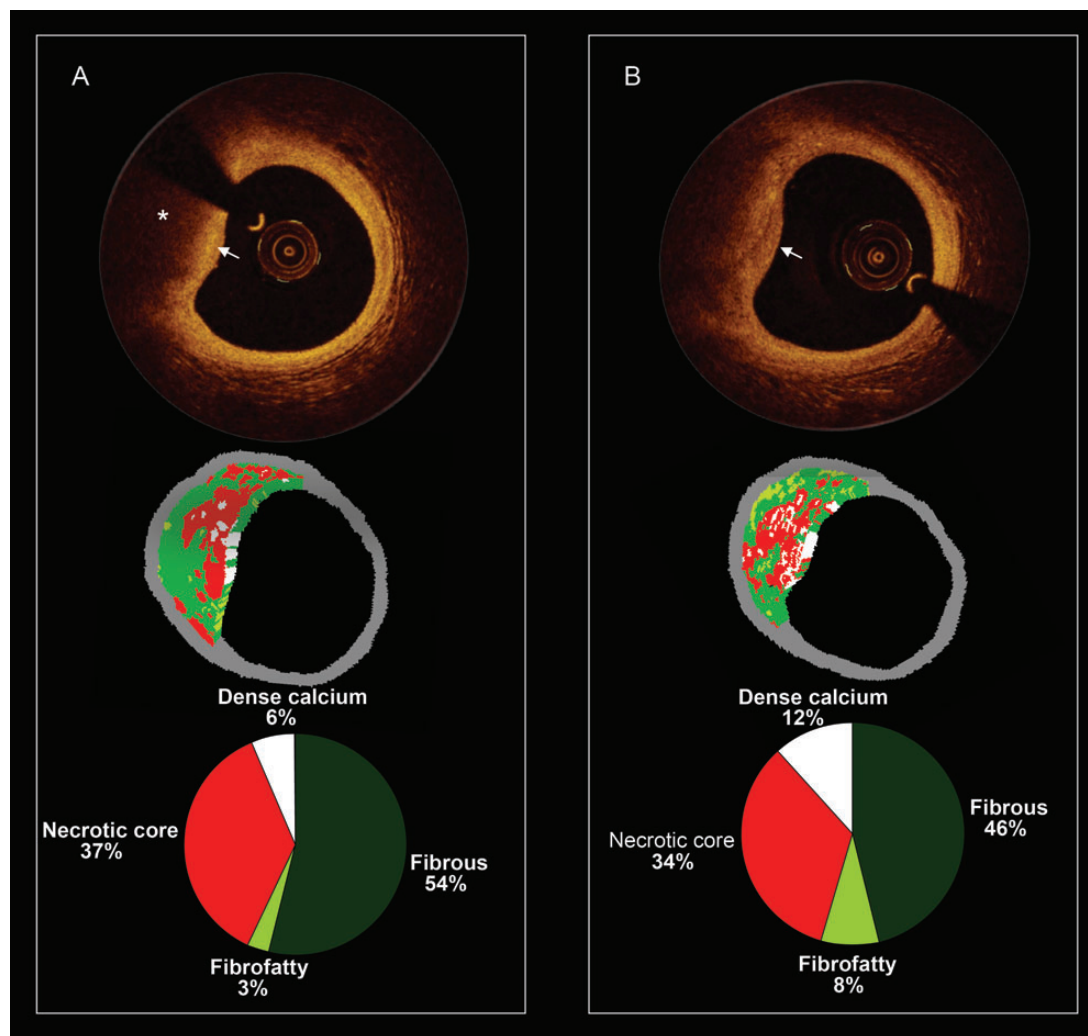 A
*
Dense calcium
6%
Necrotic core
37%
Fibrous
54%
Fibrofatty
3%
B
Dense calcium
12%
Fibrous
46%
Necrotic core
34%
Fibrofatty
8%